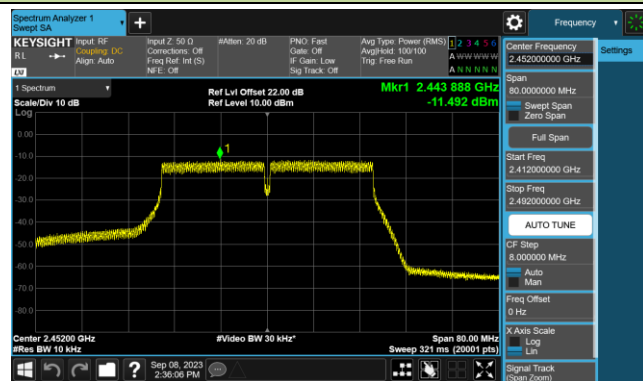 Spectrum Analyzer 1
Swept SA
+
Frequency
KEYSIGHT
RL
LXI
Input: RF
Coupling: DC
Align: Auto
Input Z: 50 Ω
Corrections: Off
Freq Ref: Int (S)
NFE: Off
#Atten: 20 dB
PNO: Fast
Gate: Off
IF Gain: Low
Sig Track: Off
Avg Type: Power (RMS)
Avg|Hold: 100/100
Trig: Free Run
1 2 3 4 5 6
A W W W W W
A N N N N N
1 Spectrum
Scale/Div 10 dB
Log
Ref Lvl Offset 22.00 dB
Ref Level 10.00 dBm
Mkr1 2.443 888 GHz
-11.492 dBm
1
0.00
-10.0
-20.0
-30.0
-40.0
-50.0
-60.0
-70.0
-80.0
Center 2.45200 GHz
#Res BW 10 kHz
#Video BW 30 kHz*
Span 80.00 MHz
Sweep 321 ms (20001 pts)
Sep 08, 2023
2:36:06 PM
Center Frequency
2.452000000 GHz
Settings
Span
80.0000000 MHz
Swept Span
Zero Span
Full Span
Start Freq
2.412000000 GHz
Stop Freq
2.492000000 GHz
AUTO TUNE
CF Step
8.000000 MHz
Auto
Man
Freq Offset
0 Hz
X Axis Scale
Log
Lin
Signal Track
(Span Zoom)